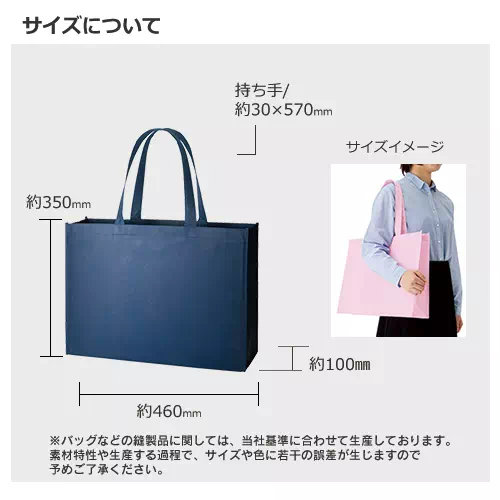 サイズについて
持ち手/
約30×570mm
サイズイメージ
約350mm
約100㎜
約460mm
※バッグなどの縫製品に関しては、当社基準に合わせて生産しております。
素材特性や生産する過程で、サイズや色に若干の誤差が生じますので
予めご了承ください。